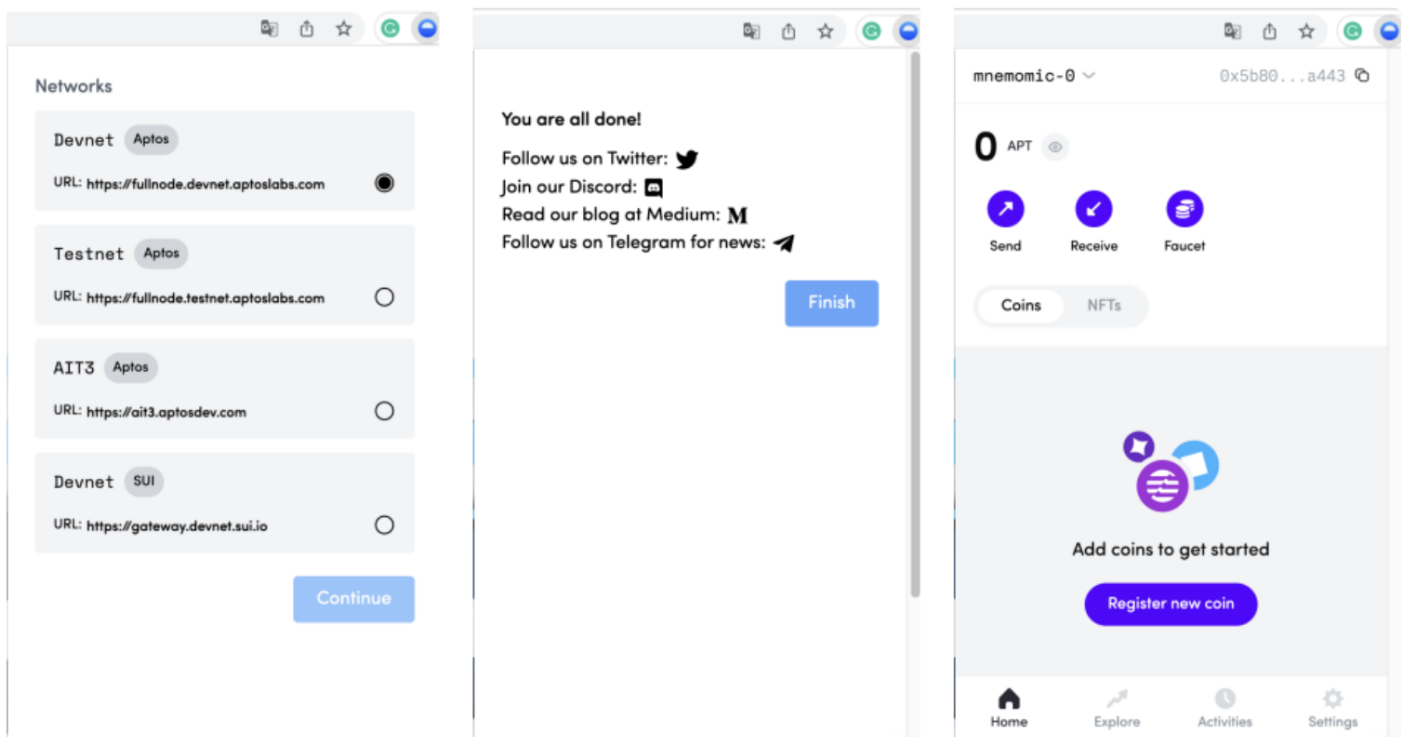 Networks
Devnet Aptos
URL: https://fullnode.devnet.aptoslabs.com
Testnet Aptos
URL: https://fullnode.testnet.aptoslabs.com
AIT3 Aptos
URL: https://ait3.aptosdev.com
Devnet SUI
URL: https://gateway.devnet.sui.io
Continue
You are all done!
Follow us on Twitter:
Join our Discord:
Read our blog at Medium: M
Follow us on Telegram for news:
Finish
mnemomic-0 0x5b80...a443
0 APT
Send Receive Faucet
Coins NFTs
Add coins to get started
Register new coin
Home Explore Activities Settings